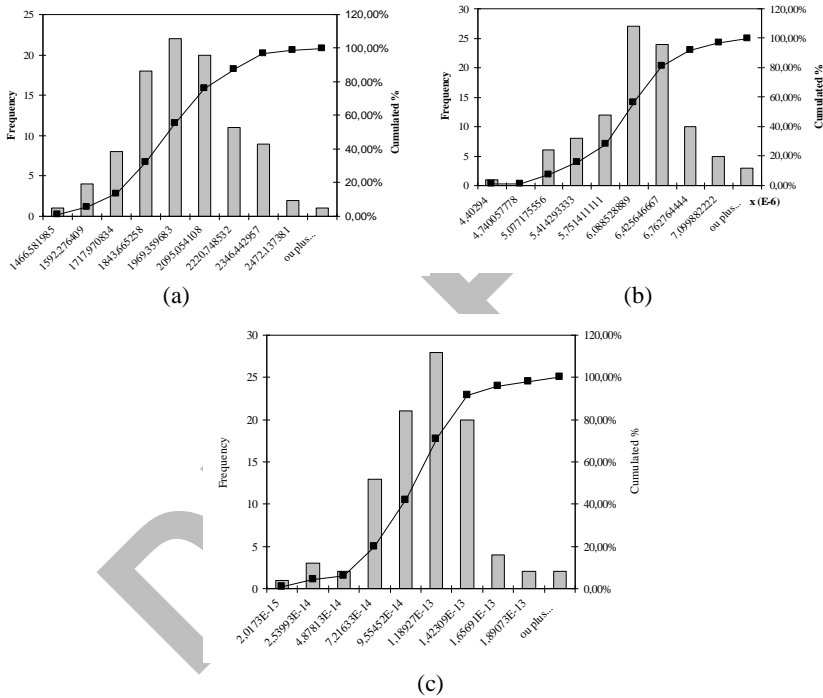 25
20
15
10
5
0
Frequency
120,00%
100,00%
80,00%
60,00%
40,00%
20,00%
0,00%
Cumulated %
1466,581985
1592,276409
1717,970834
1843,665258
1969,359683
2095,054108
2220,748532
2346,442957
2472,137381
ou plus...
(a)
30
25
20
15
10
5
0
Frequency
120,00%
100,00%
80,00%
60,00%
40,00%
20,00%
0,00%
Cumulated %
x (E-6)
4,40294
4,740057778
5,077175556
5,414293333
5,751411111
6,088528889
6,425646667
6,762764444
7,099882222
ou plus...
(b)
30
25
20
15
10
5
0
Frequency
120,00%
100,00%
80,00%
60,00%
40,00%
20,00%
0,00%
Cumulated %
2,0173E-15
2,53993E-14
4,87813E-14
7,21633E-14
9,55452E-14
1,18927E-13
1,42309E-13
1,65691E-13
1,89073E-13
ou plus...
(c)